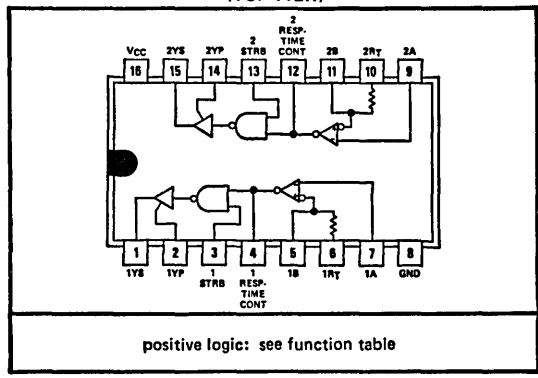 2
RESP-
2 TIME
VCC 2YS 2YP STRB CONT 2B 2RT 2A
16 15 14 13 12 11 10 9
1 2 3 4 5 6 7 8
1YS 1YP 1 1 1B 1RT 1A GND
STRB RESP-
TIME
CONT
positive logic: see function table